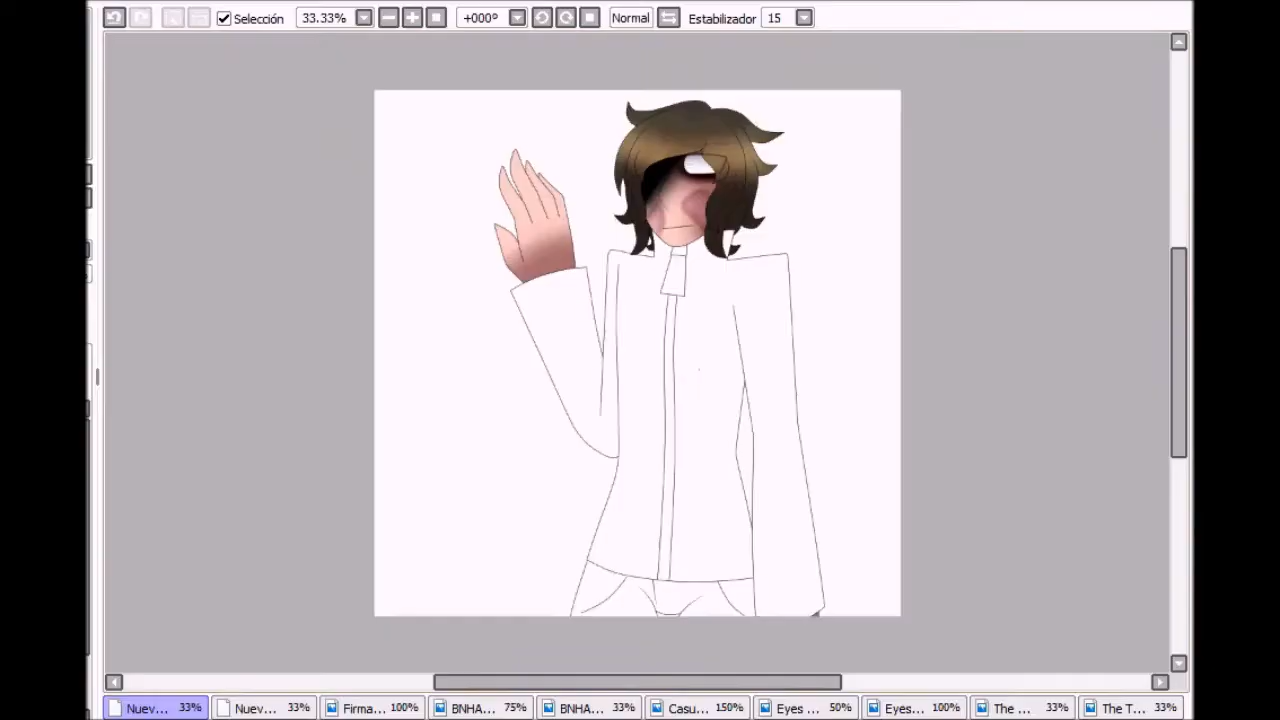 Selección 33.33% +000º Normal Estabilizador 15
Nuev... 33% Nuev... 33% Firma... 100% BNHA... 75% BNHA... 33% Casu... 150% Eyes ... 50% Eyes... 100% The ... 33% The T... 33%